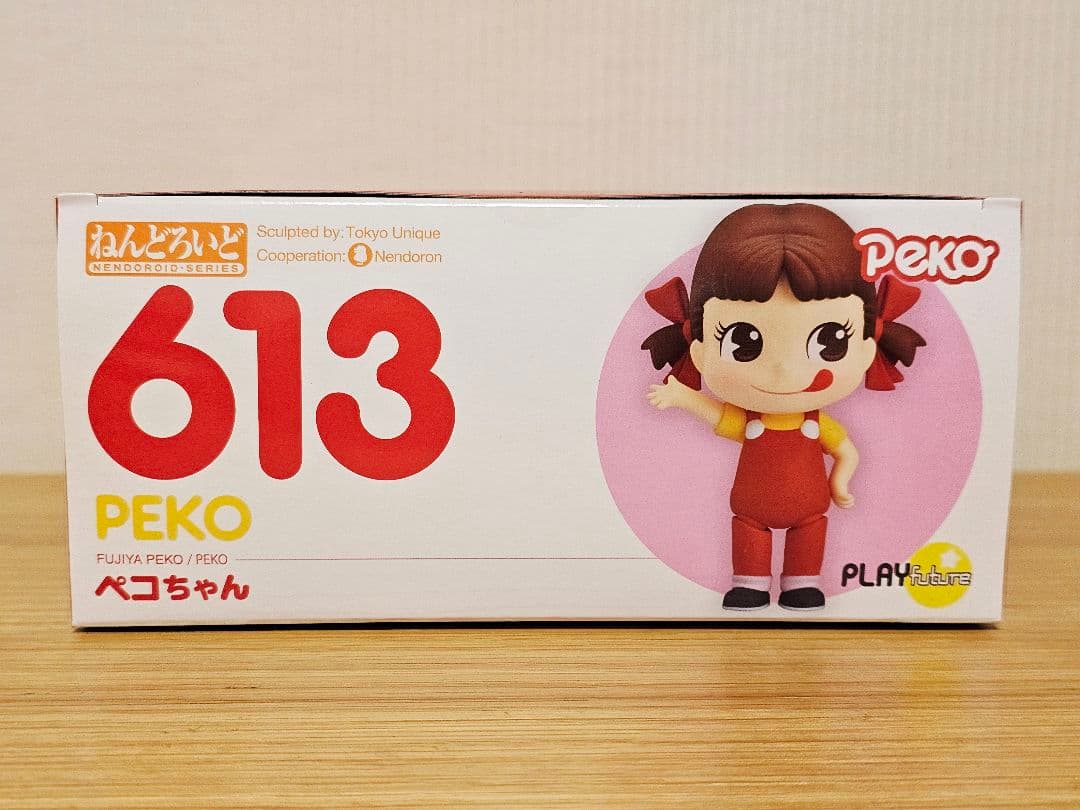 ねんどろいど
NENDOROID·SERIES
Sculpted by: Tokyo Unique
Cooperation: Nendoron
613
PEKO
FUJIYA PEKO / PEKO
ペコちゃん
Peko
PLAYfuture